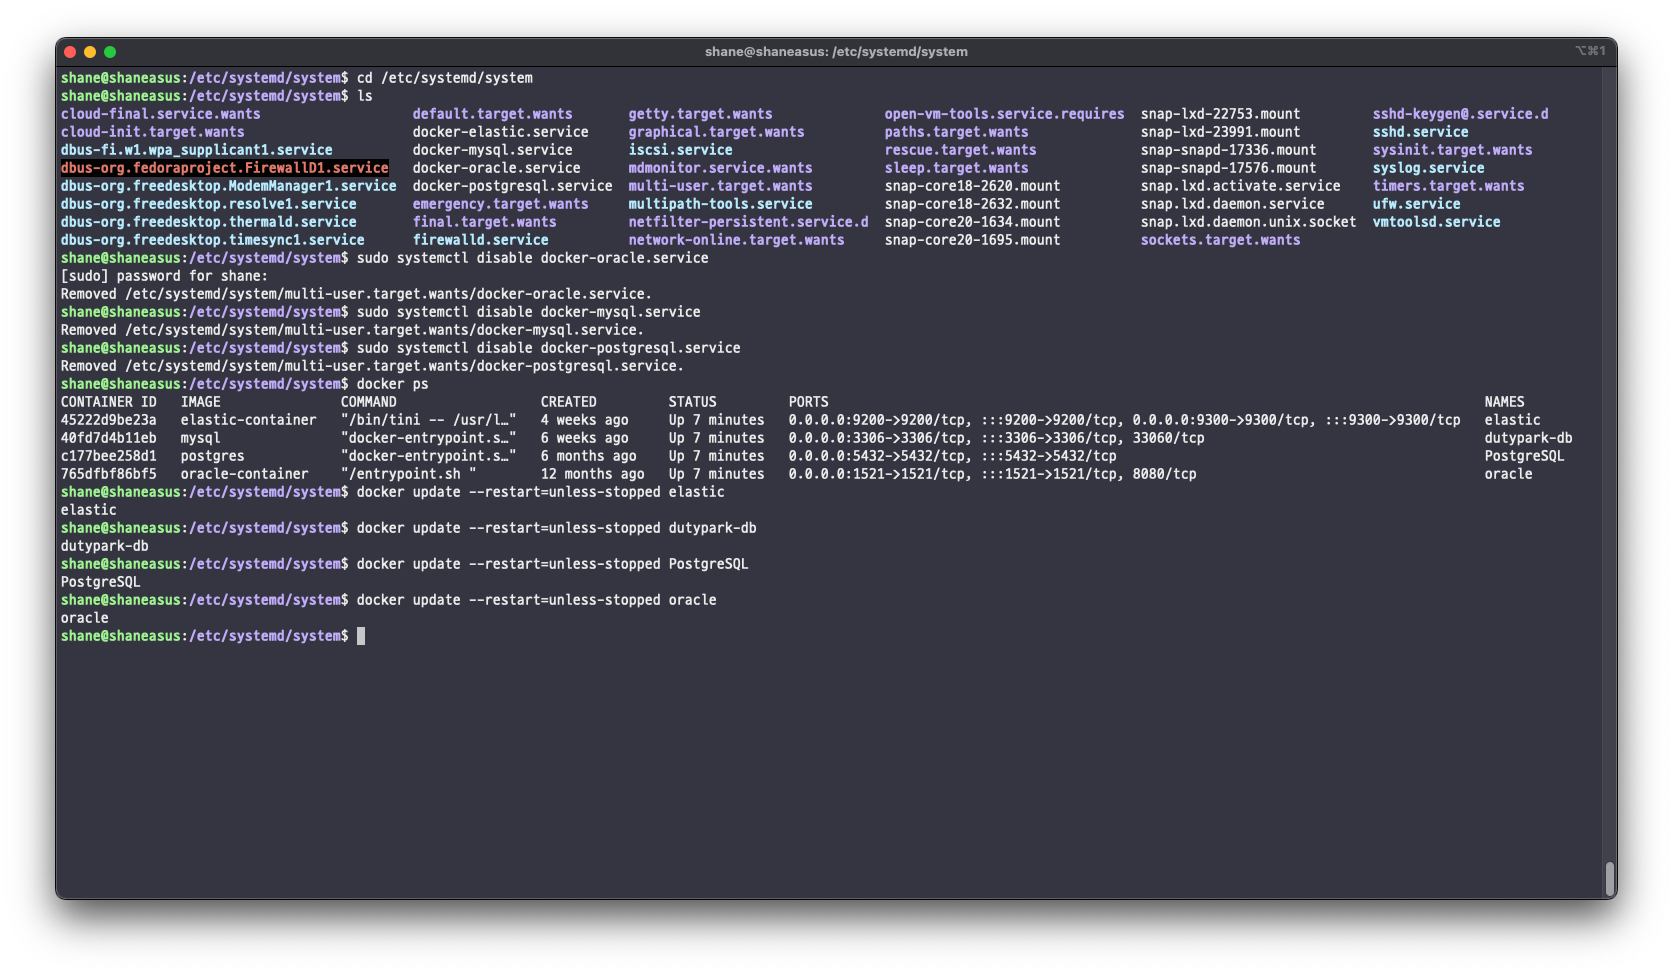 shane@shaneasus: /etc/systemd/system
⌥⌘1
shane@shaneasus:/etc/systemd/system$ cd /etc/systemd/system
shane@shaneasus:/etc/systemd/system$ ls
cloud-final.service.wants default.target.wants getty.target.wants open-vm-tools.service.requires snap-lxd-22753.mount sshd-keygen@.service.d
cloud-init.target.wants docker-elastic.service graphical.target.wants paths.target.wants snap-lxd-23991.mount sshd.service
dbus-fi.w1.wpa_supplicant1.service docker-mysql.service iscsi.service rescue.target.wants snap-snapd-17336.mount sysinit.target.wants
dbus-org.fedoraproject.FirewallD1.service docker-oracle.service mdmonitor.service.wants sleep.target.wants snap-snapd-17576.mount syslog.service
dbus-org.freedesktop.ModemManager1.service docker-postgresql.service multi-user.target.wants snap-core18-2620.mount snap.lxd.activate.service timers.target.wants
dbus-org.freedesktop.resolve1.service emergency.target.wants multipath-tools.service snap-core18-2632.mount snap.lxd.daemon.service ufw.service
dbus-org.freedesktop.thermald.service final.target.wants netfilter-persistent.service.d snap-core20-1634.mount snap.lxd.daemon.unix.socket vmtoolsd.service
dbus-org.freedesktop.timesync1.service firewalld.service network-online.target.wants snap-core20-1695.mount sockets.target.wants
shane@shaneasus:/etc/systemd/system$ sudo systemctl disable docker-oracle.service
[sudo] password for shane:
Removed /etc/systemd/system/multi-user.target.wants/docker-oracle.service.
shane@shaneasus:/etc/systemd/system$ sudo systemctl disable docker-mysql.service
Removed /etc/systemd/system/multi-user.target.wants/docker-mysql.service.
shane@shaneasus:/etc/systemd/system$ sudo systemctl disable docker-postgresql.service
Removed /etc/systemd/system/multi-user.target.wants/docker-postgresql.service.
shane@shaneasus:/etc/systemd/system$ docker ps
CONTAINER ID IMAGE COMMAND CREATED STATUS PORTS NAMES
45222d9be23a elastic-container "/bin/tini -- /usr/l…" 4 weeks ago Up 7 minutes 0.0.0.0:9200->9200/tcp, :::9200->9200/tcp, 0.0.0.0:9300->9300/tcp, :::9300->9300/tcp elastic
40fd7d4b11eb mysql "docker-entrypoint.s…" 6 weeks ago Up 7 minutes 0.0.0.0:3306->3306/tcp, :::3306->3306/tcp, 33060/tcp dutypark-db
c177bee258d1 postgres "docker-entrypoint.s…" 6 months ago Up 7 minutes 0.0.0.0:5432->5432/tcp, :::5432->5432/tcp PostgreSQL
765dfbf86bf5 oracle-container "/entrypoint.sh " 12 months ago Up 7 minutes 0.0.0.0:1521->1521/tcp, :::1521->1521/tcp, 8080/tcp oracle
shane@shaneasus:/etc/systemd/system$ docker update --restart=unless-stopped elastic
elastic
shane@shaneasus:/etc/systemd/system$ docker update --restart=unless-stopped dutypark-db
dutypark-db
shane@shaneasus:/etc/systemd/system$ docker update --restart=unless-stopped PostgreSQL
PostgreSQL
shane@shaneasus:/etc/systemd/system$ docker update --restart=unless-stopped oracle
oracle
shane@shaneasus:/etc/systemd/system$